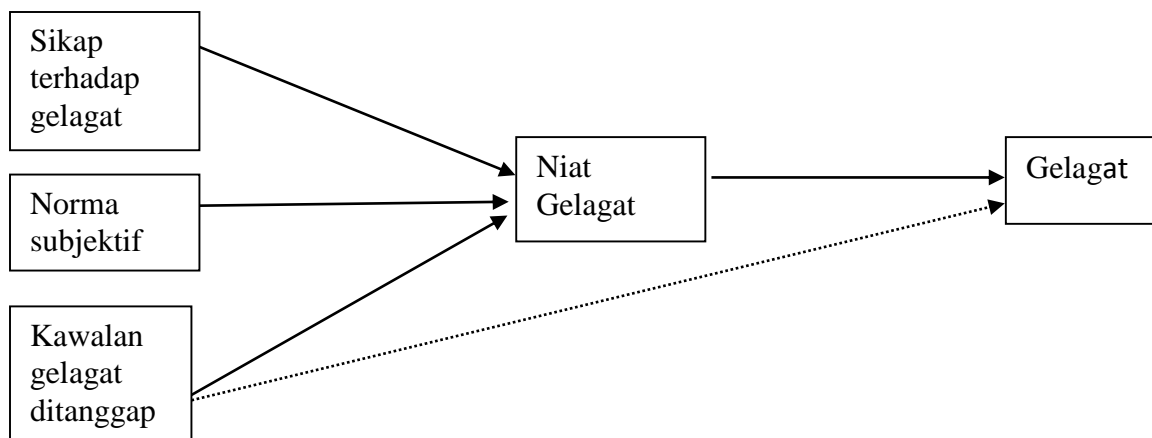 Sikap
terhadap
gelagat
Norma
subjektif
Kawalan
gelagat
ditanggap
Niat
Gelagat
Gelagat